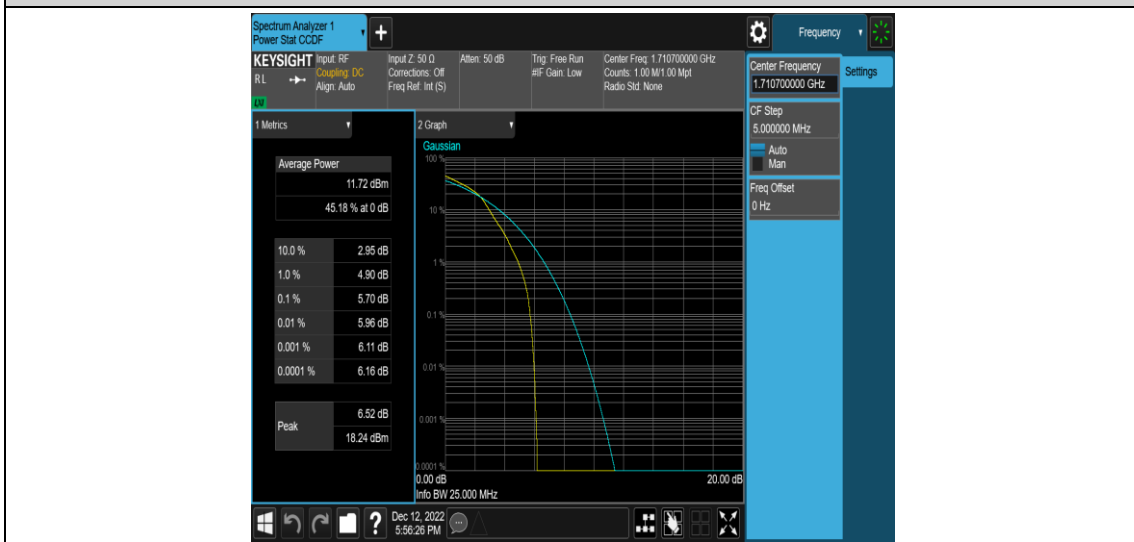 Spectrum Analyzer 1
Power Stat CCDF
+
Frequency
KEYSIGHT
RL
LXI
Input: RF
Coupling: DC
Align: Auto
Input Z: 50 Ω
Corrections: Off
Freq Ref: Int (S)
Atten: 50 dB
Trig: Free Run
#IF Gain: Low
Center Freq: 1.710700000 GHz
Counts: 1.00 M/1.00 Mpt
Radio Std: None
Center Frequency
1.710700000 GHz
Settings
CF Step
5.000000 MHz
Auto
Man
Freq Offset
0 Hz
1 Metrics
Average Power
11.72 dBm
45.18 % at 0 dB
10.0 % 2.95 dB
1.0 % 4.90 dB
0.1 % 5.70 dB
0.01 % 5.96 dB
0.001 % 6.11 dB
0.0001 % 6.16 dB
Peak
6.52 dB
18.24 dBm
2 Graph
Gaussian
100 %
10 %
1 %
0.1 %
0.01 %
0.001 %
0.0001 %
0.00 dB 20.00 dB
Info BW 25.000 MHz
?
Dec 12, 2022
5:56:26 PM